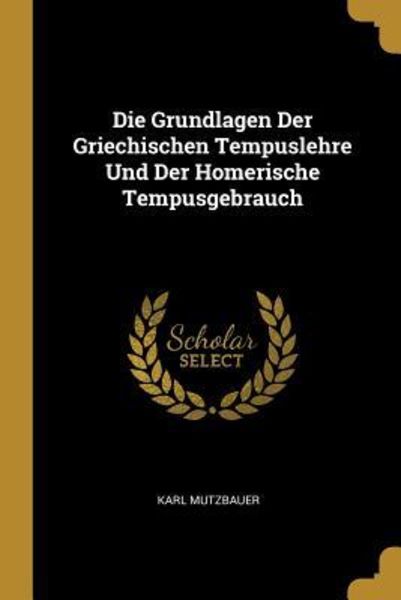 Die Grundlagen Der
Griechischen Tempuslehre
Und Der Homerische
Tempusgebrauch
Scholar
SELECT
KARL MUTZBAUER